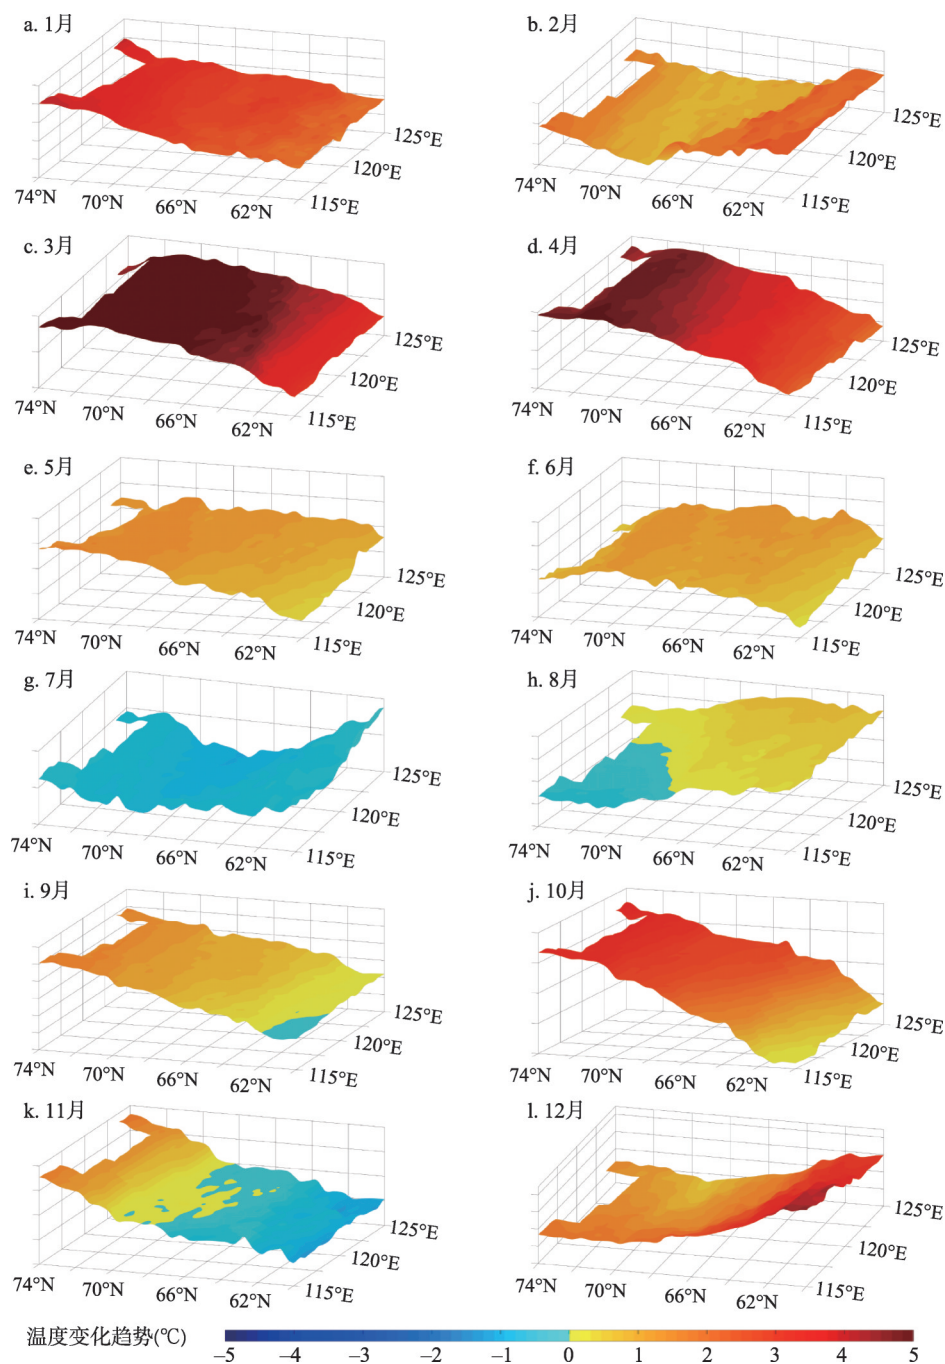 a. 1月
b. 2月
125°E
120°E
115°E
74°N
70°N
66°N
62°N
125°E
120°E
115°E
74°N
70°N
66°N
62°N
c. 3月
d. 4月
125°E
120°E
115°E
74°N
70°N
66°N
62°N
125°E
120°E
115°E
74°N
70°N
66°N
62°N
e. 5月
f. 6月
125°E
120°E
115°E
74°N
70°N
66°N
62°N
125°E
120°E
115°E
74°N
70°N
66°N
62°N
g. 7月
h. 8月
125°E
120°E
115°E
74°N
70°N
66°N
62°N
125°E
120°E
115°E
74°N
70°N
66°N
62°N
i. 9月
j. 10月
125°E
120°E
115°E
74°N
70°N
66°N
62°N
125°E
120°E
115°E
74°N
70°N
66°N
62°N
k. 11月
l. 12月
125°E
120°E
115°E
74°N
70°N
66°N
62°N
125°E
120°E
115°E
74°N
70°N
66°N
62°N
温度变化趋势(℃)
–5 –4 –3 –2 –1 0 1 2 3 4 5